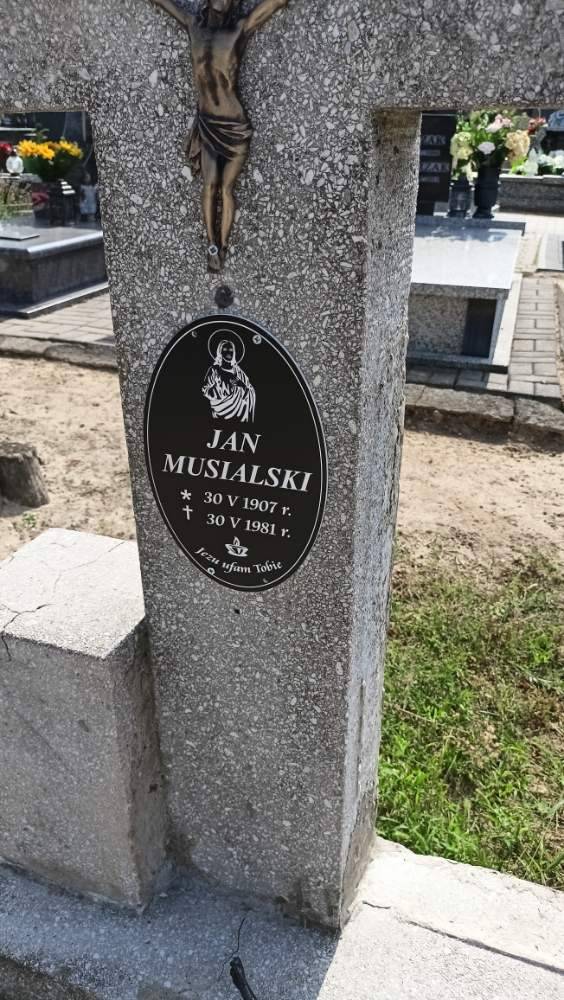 JAN
MUSIALSKI
* 30 V 1907 r.
† 30 V 1981 r.
Jezu ufam Tobie